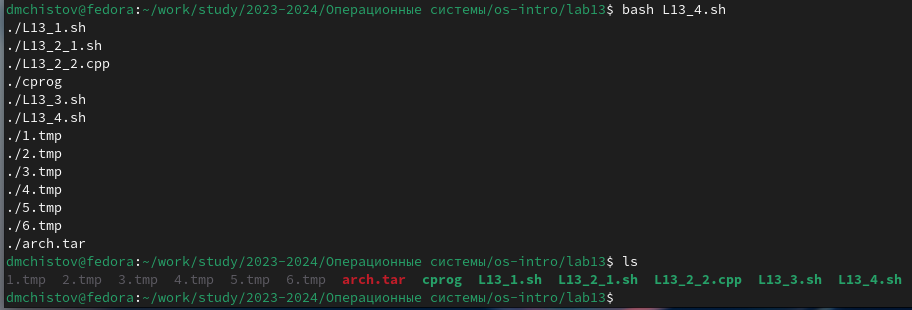 dmchistov@fedora:~/work/study/2023-2024/Операционные системы/os-intro/lab13$ bash L13_4.sh
./L13_1.sh
./L13_2_1.sh
./L13_2_2.cpp
./cprog
./L13_3.sh
./L13_4.sh
./1.tmp
./2.tmp
./3.tmp
./4.tmp
./5.tmp
./6.tmp
./arch.tar
dmchistov@fedora:~/work/study/2023-2024/Операционные системы/os-intro/lab13$ ls
1.tmp  2.tmp  3.tmp  4.tmp  5.tmp  6.tmp  arch.tar  cprog  L13_1.sh  L13_2_1.sh  L13_2_2.cpp  L13_3.sh  L13_4.sh
dmchistov@fedora:~/work/study/2023-2024/Операционные системы/os-intro/lab13$